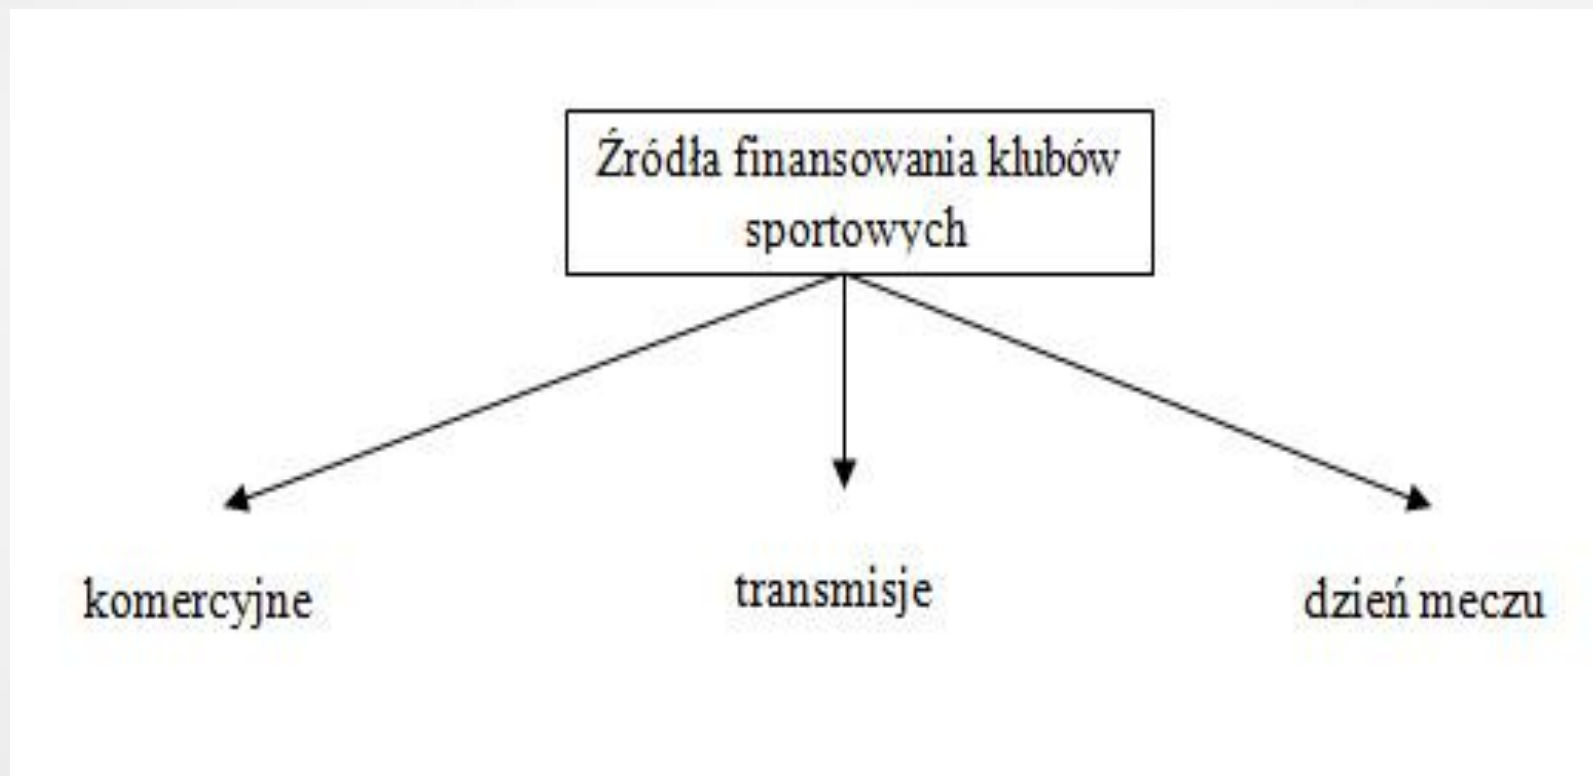 Źródła finansowania klubów
sportowych
komercyjne
transmisje
dzień meczu